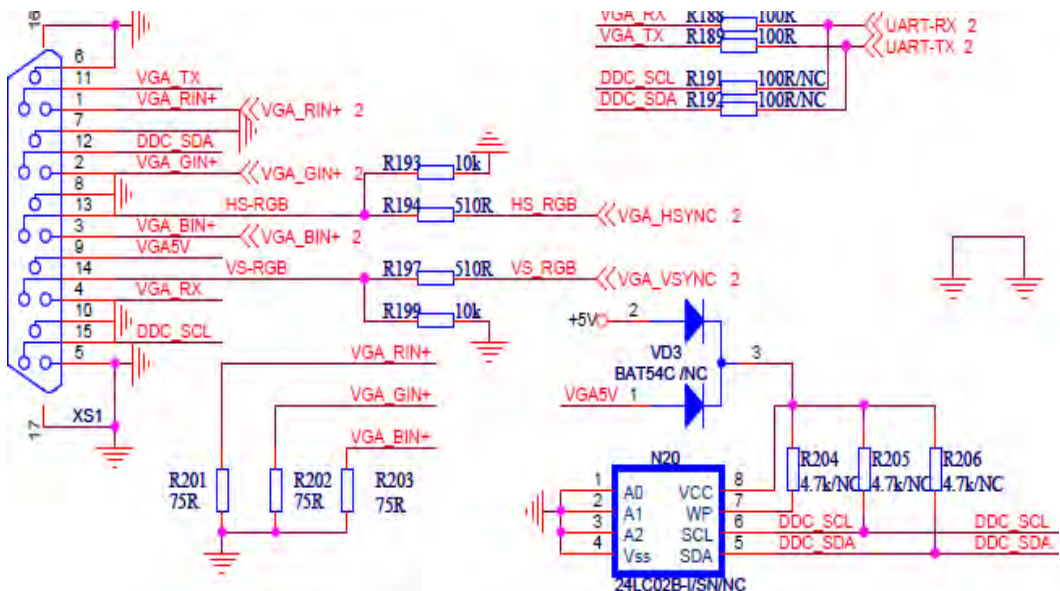 16
6
11 VGA_TX
1 VGA_RIN+
VGA_RIN+ 2
7
12 DDC_SDA
2 VGA_GIN+
VGA_GIN+ 2
8
13 HS-RGB
3 VGA_BIN+
VGA_BIN+ 2
9 VGA5V
14 VS-RGB
4 VGA_RX
10
15 DDC_SCL
5
17
XS1
VGA_RX R188 100R UART-RX 2
VGA_TX R189 100R UART-TX 2
DDC_SCL R191 100R/NC
DDC_SDA R192 100R/NC
R193 10k
R194 510R HS_RGB VGA_HSYNC 2
R197 510R VS_RGB VGA_VSYNC 2
R199 10k
VGA_RIN+
VGA_GIN+
VGA_BIN+
R201 75R
R202 75R
R203 75R
+5V 2
VD3 3
BAT54C /NC
VGA5V 1
N20
1 A0 VCC 8
2 A1 WP 7
3 A2 SCL 6
4 Vss SDA 5
24LC02B-I/SN/NC
R204 4.7k/NC
R205 4.7k/NC
R206 4.7k/NC
DDC_SCL DDC_SCL
DDC_SDA DDC_SDA